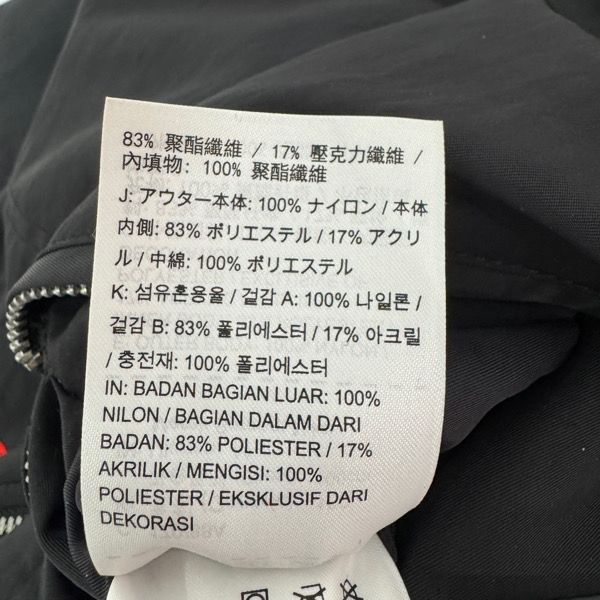 83% 聚酯纖維 / 17% 壓克力纖維 /
內填物: 100% 聚酯纖維
J: アウター本体: 100% ナイロン / 本体
内側: 83% ポリエステル / 17% アクリ
ル / 中綿: 100% ポリエステル
K: 섬유혼용율 / 겉감 A: 100% 나일론 /
겉감 B: 83% 폴리에스터 / 17% 아크릴
/ 충전재: 100% 폴리에스터
IN: BADAN BAGIAN LUAR: 100%
NILON / BAGIAN DALAM DARI
BADAN: 83% POLIESTER / 17%
AKRILIK / MENGISI: 100%
POLIESTER / EKSKLUSIF DARI
DEKORASI